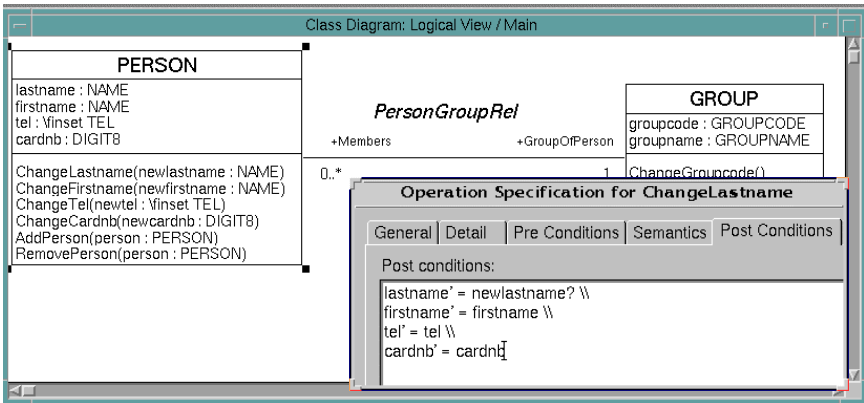 Class Diagram: Logical View / Main
PERSON
lastname : NAME
firstname : NAME
tel : \finset TEL
cardnb : DIGIT8
ChangeLastname(newlastname : NAME)
ChangeFirstname(newfirstname : NAME)
ChangeTel(newtel : \finset TEL)
ChangeCardnb(newcardnb : DIGIT8)
AddPerson(person : PERSON)
RemovePerson(person : PERSON)
PersonGroupRel
+Members
+GroupOfPerson
0..*
1
GROUP
groupcode : GROUPCODE
groupname : GROUPNAME
ChangeGroupcode()
Operation Specification for ChangeLastname
General Detail Pre Conditions Semantics Post Conditions
Post conditions:
lastname' = newlastname? \\
firstname' = firstname \\
tel' = tel \\
cardnb' = cardnb